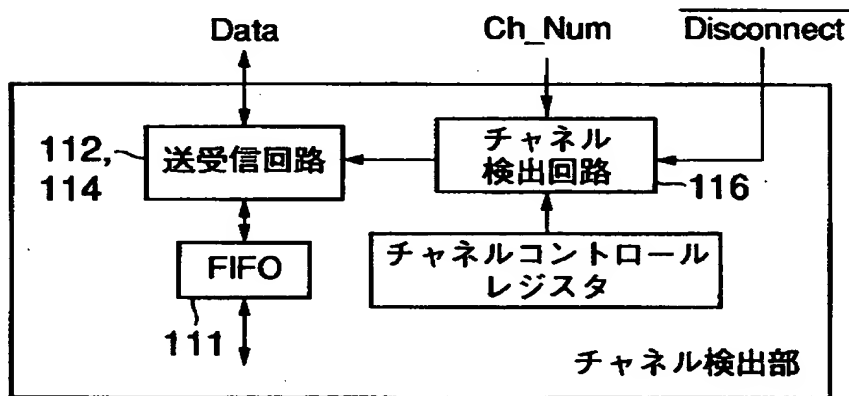 Data
Ch_Num
Disconnect
112,
114
送受信回路
チャネル
検出回路
116
FIFO
111
チャネルコントロール
レジスタ
チャネル検出部